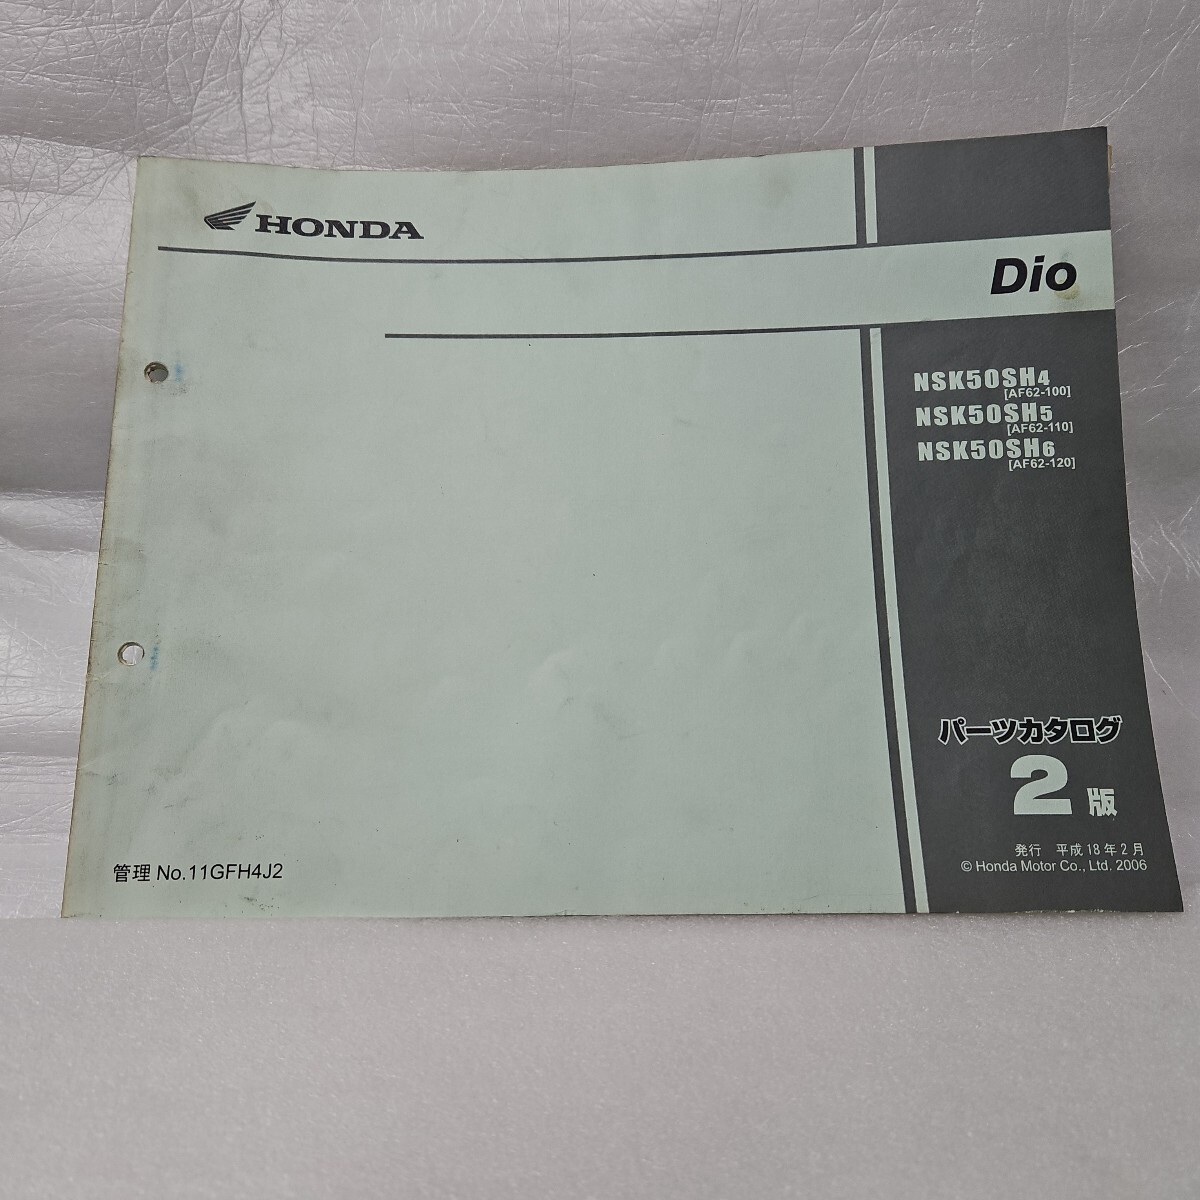 HONDA
Dio
NSK50SH4
[AF62-100]
NSK50SH5
[AF62-110]
NSK50SH6
[AF62-120]
パーツカタログ
2版
発行 平成18年2月
© Honda Motor Co., Ltd. 2006
管理 No.11GFH4J2